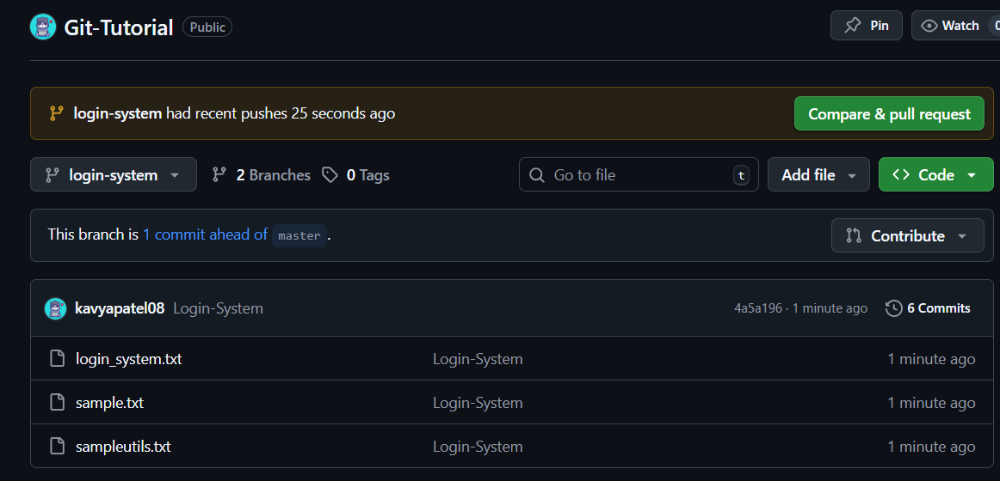 Git-Tutorial Public Pin Watch 0
login-system had recent pushes 25 seconds ago Compare & pull request
login-system 2 Branches 0 Tags Go to file t Add file Code
This branch is 1 commit ahead of master . Contribute
kavyapatel08 Login-System 4a5a196 · 1 minute ago 6 Commits
login_system.txt Login-System 1 minute ago
sample.txt Login-System 1 minute ago
sampleutils.txt Login-System 1 minute ago